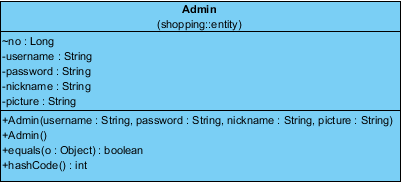 Admin
(shopping::entity)
~no : Long
-username : String
-password : String
-nickname : String
-picture : String
+Admin(username : String, password : String, nickname : String, picture : String)
+Admin()
+equals(o : Object) : boolean
+hashCode() : int